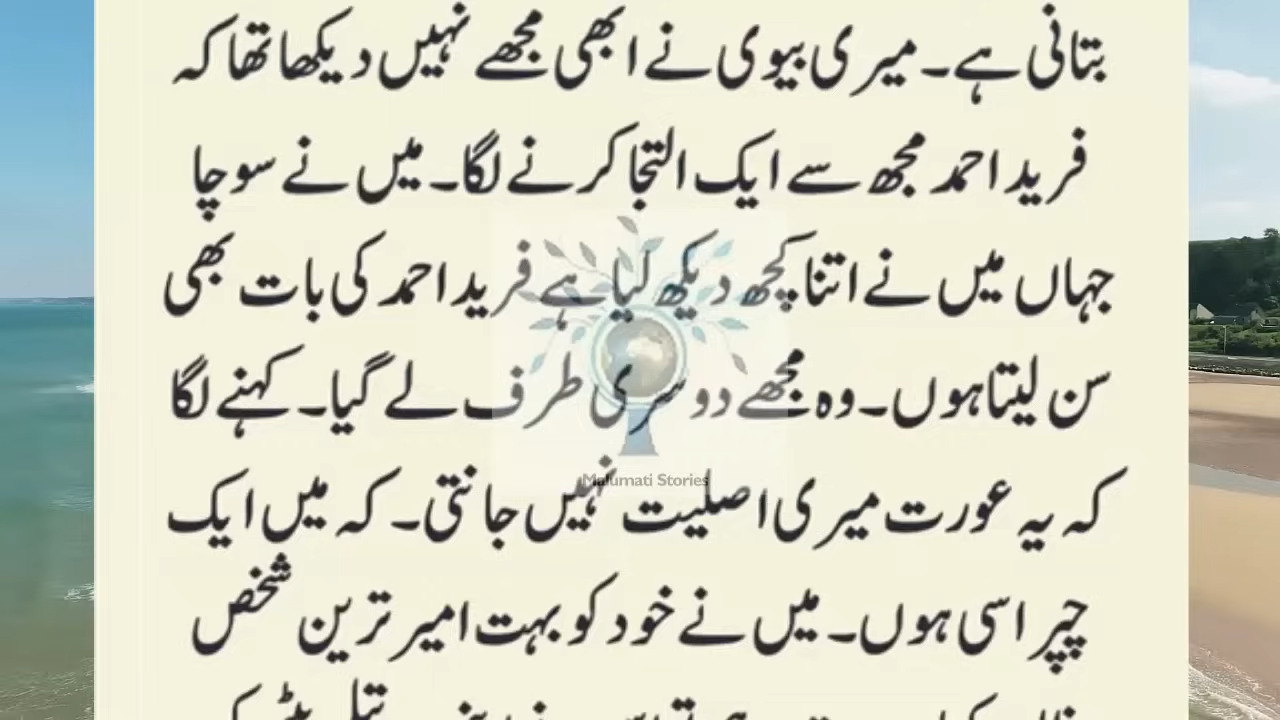 بتانی ہے۔ میری بیوی نے ابھی مجھے نہیں دیکھا تھا کہ
فرید احمد مجھ سے ایک التجا کرنے لگا۔ میں نے سوچا
جہاں میں نے اتنا کچھ دیکھ لیا ہے فرید احمد کی بات بھی
سن لیتا ہوں۔ وہ مجھے دوسری طرف لے گیا۔ کہنے لگا
Malumati Stories
کہ یہ عورت میری اصلیت نہیں جانتی۔ کہ میں ایک
چپراسی ہوں۔ میں نے خود کو بہت امیر ترین شخص